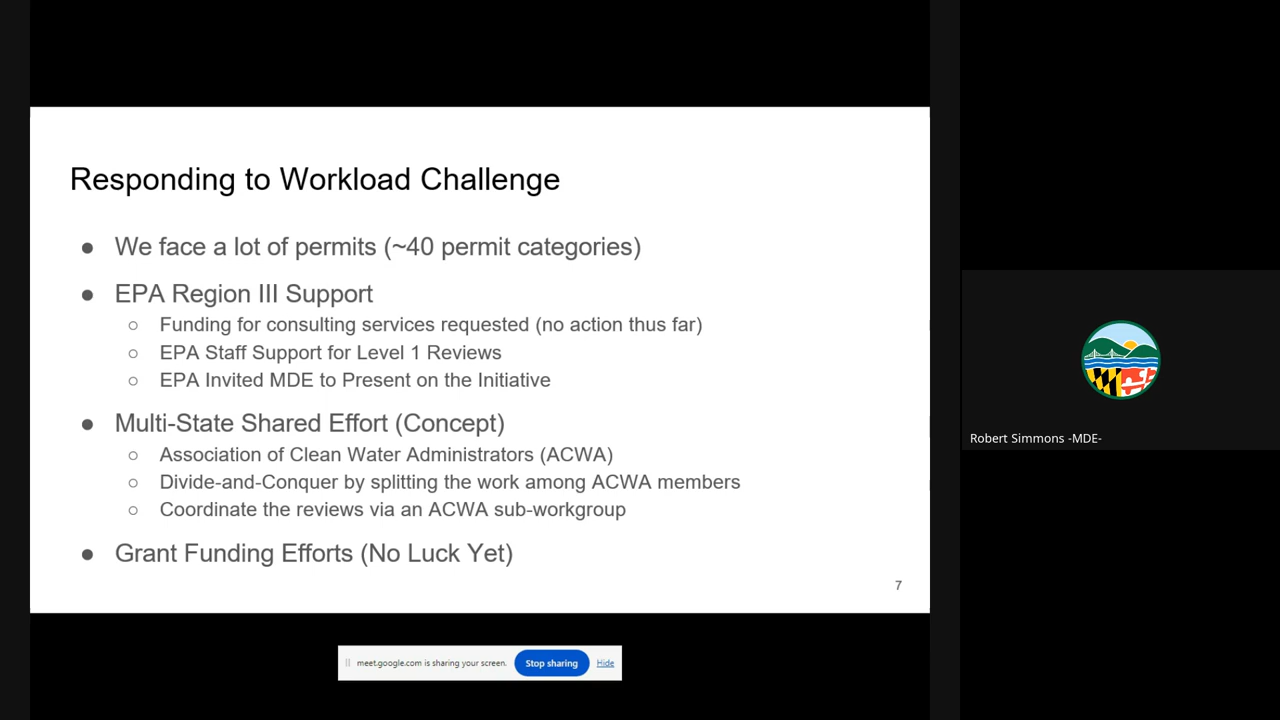 Responding to Workload Challenge
● We face a lot of permits (~40 permit categories)
● EPA Region III Support
○ Funding for consulting services requested (no action thus far)
○ EPA Staff Support for Level 1 Reviews
○ EPA Invited MDE to Present on the Initiative
● Multi-State Shared Effort (Concept)
○ Association of Clean Water Administrators (ACWA)
○ Divide-and-Conquer by splitting the work among ACWA members
○ Coordinate the reviews via an ACWA sub-workgroup
● Grant Funding Efforts (No Luck Yet)
7
meet.google.com is sharing your screen. Stop sharing Hide
Robert Simmons -MDE-